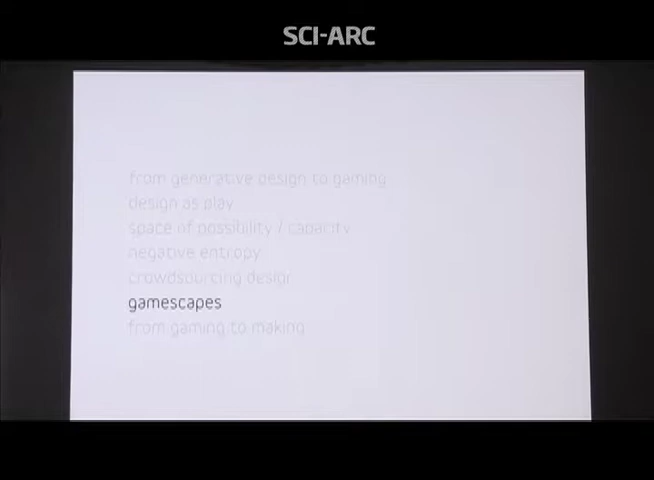 SCI-ARC
from generative design to gaming
design as play
space of possibility / capacity
negative entropy
crowdsourcing design
gamescapes
from gaming to making